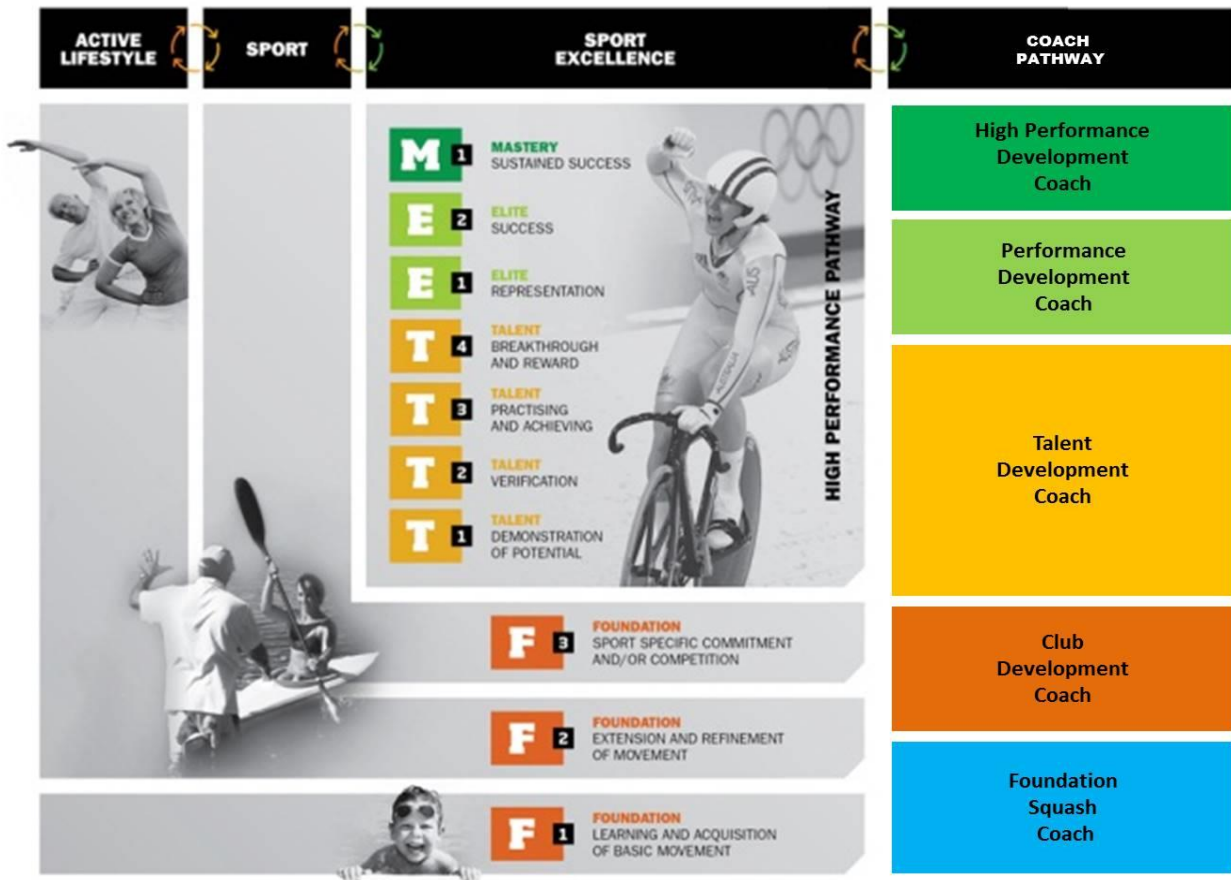 ACTIVE
LIFESTYLE
SPORT
SPORT
EXCELLENCE
COACH
PATHWAY
M 1
MASTERY
SUSTAINED SUCCESS
E 2
ELITE
SUCCESS
E 1
ELITE
REPRESENTATION
T 4
TALENT
BREAKTHROUGH
AND REWARD
T 3
TALENT
PRACTISING
AND ACHIEVING
T 2
TALENT
VERIFICATION
T 1
TALENT
DEMONSTRATION
OF POTENTIAL
AUS
AUSTRALIA
HIGH PERFORMANCE PATHWAY
F 3
FOUNDATION
SPORT SPECIFIC COMMITMENT
AND/OR COMPETITION
F 2
FOUNDATION
EXTENSION AND REFINEMENT
OF MOVEMENT
F 1
FOUNDATION
LEARNING AND ACQUISITION
OF BASIC MOVEMENT
High Performance
Development
Coach
Performance
Development
Coach
Talent
Development
Coach
Club
Development
Coach
Foundation
Squash
Coach